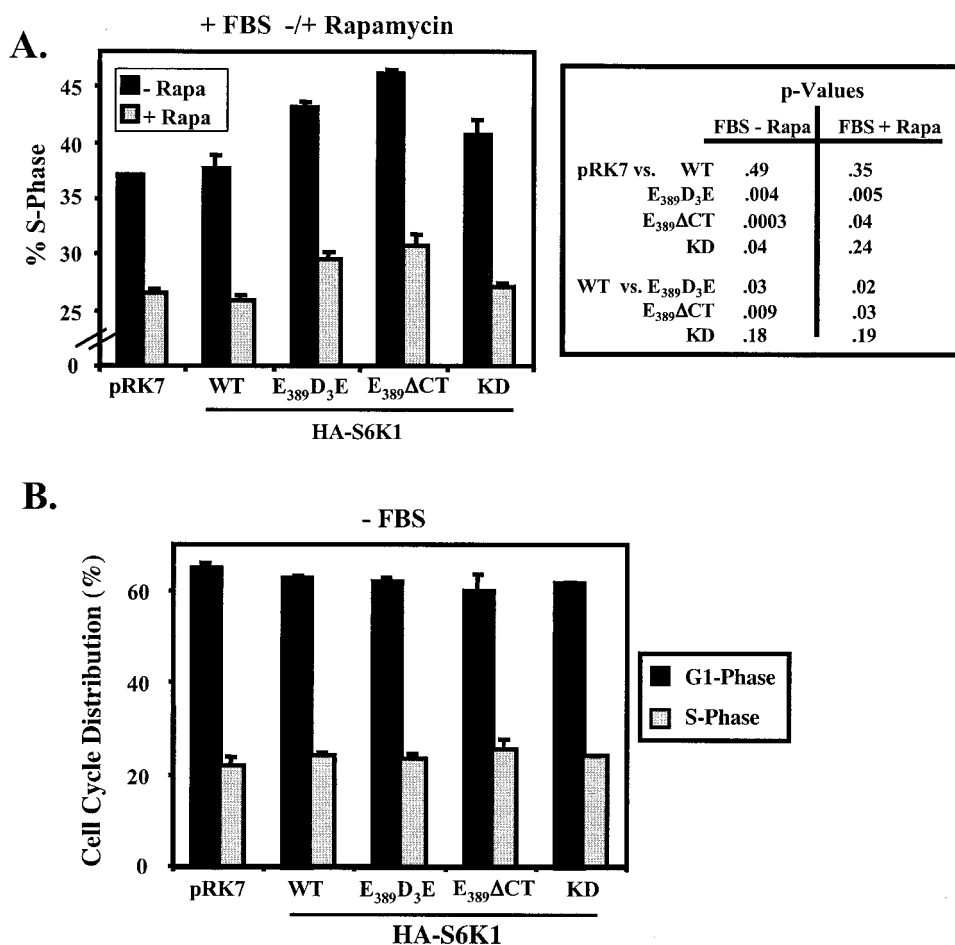 + FBS -/+ Rapamycin
A.
% S-Phase
45
40
35
30
25
0
- Rapa
+ Rapa
pRK7 WT E₃₈₉D₃E E₃₈₉ΔCT KD
HA-S6K1
p-Values
FBS - Rapa FBS + Rapa
pRK7 vs. WT .49 .35
E₃₈₉D₃E .004 .005
E₃₈₉ΔCT .0003 .04
KD .04 .24
WT vs. E₃₈₉D₃E .03 .02
E₃₈₉ΔCT .009 .03
KD .18 .19
B.
- FBS
Cell Cycle Distribution (%)
60
40
20
0
G1-Phase
S-Phase
pRK7 WT E₃₈₉D₃E E₃₈₉ΔCT KD
HA-S6K1